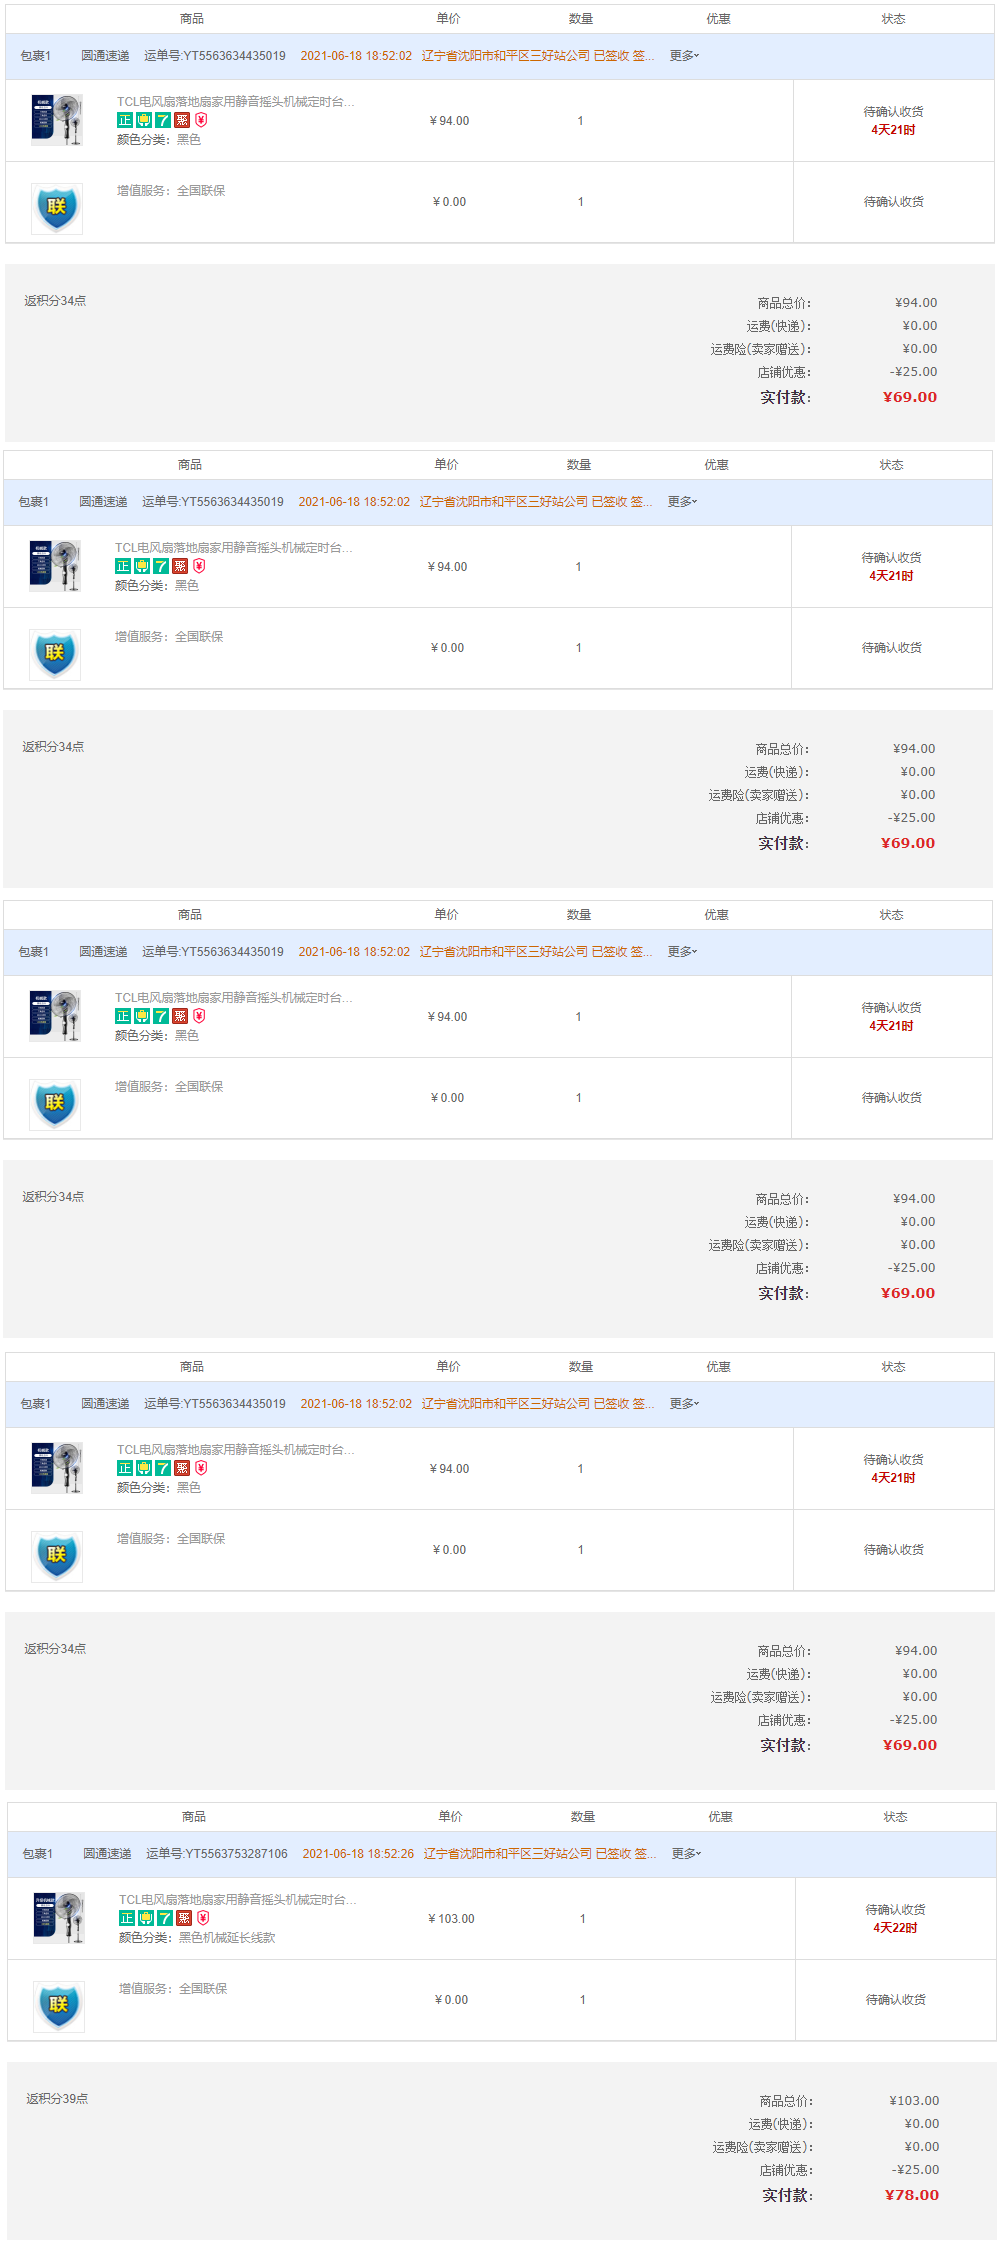 商品 单价 数量 优惠 状态
包裹1 圆通速递 运单号:YT5563634435019 2021-06-18 18:52:02 辽宁省沈阳市和平区三好站公司 已签收 签... 更多
TCL电风扇落地扇家用静音摇头机械定时台...
正 7 聚 ¥
颜色分类：黑色
￥94.00 1 待确认收货
4天21时
联 增值服务：全国联保 ￥0.00 1 待确认收货
返积分34点
商品总价： ¥94.00
运费(快递)： ¥0.00
运费险(卖家赠送)： ¥0.00
店铺优惠： -¥25.00
实付款： ¥69.00
商品 单价 数量 优惠 状态
包裹1 圆通速递 运单号:YT5563634435019 2021-06-18 18:52:02 辽宁省沈阳市和平区三好站公司 已签收 签... 更多
TCL电风扇落地扇家用静音摇头机械定时台...
正 7 聚 ¥
颜色分类：黑色
￥94.00 1 待确认收货
4天21时
联 增值服务：全国联保 ￥0.00 1 待确认收货
返积分34点
商品总价： ¥94.00
运费(快递)： ¥0.00
运费险(卖家赠送)： ¥0.00
店铺优惠： -¥25.00
实付款： ¥69.00
商品 单价 数量 优惠 状态
包裹1 圆通速递 运单号:YT5563634435019 2021-06-18 18:52:02 辽宁省沈阳市和平区三好站公司 已签收 签... 更多
TCL电风扇落地扇家用静音摇头机械定时台...
正 7 聚 ¥
颜色分类：黑色
￥94.00 1 待确认收货
4天21时
联 增值服务：全国联保 ￥0.00 1 待确认收货
返积分34点
商品总价： ¥94.00
运费(快递)： ¥0.00
运费险(卖家赠送)： ¥0.00
店铺优惠： -¥25.00
实付款： ¥69.00
商品 单价 数量 优惠 状态
包裹1 圆通速递 运单号:YT5563634435019 2021-06-18 18:52:02 辽宁省沈阳市和平区三好站公司 已签收 签... 更多
TCL电风扇落地扇家用静音摇头机械定时台...
正 7 聚 ¥
颜色分类：黑色
￥94.00 1 待确认收货
4天21时
联 增值服务：全国联保 ￥0.00 1 待确认收货
返积分34点
商品总价： ¥94.00
运费(快递)： ¥0.00
运费险(卖家赠送)： ¥0.00
店铺优惠： -¥25.00
实付款： ¥69.00
商品 单价 数量 优惠 状态
包裹1 圆通速递 运单号:YT5563753287106 2021-06-18 18:52:26 辽宁省沈阳市和平区三好站公司 已签收 签... 更多
TCL电风扇落地扇家用静音摇头机械定时台...
正 7 聚 ¥
颜色分类：黑色机械延长线款
￥103.00 1 待确认收货
4天22时
联 增值服务：全国联保 ￥0.00 1 待确认收货
返积分39点
商品总价： ¥103.00
运费(快递)： ¥0.00
运费险(卖家赠送)： ¥0.00
店铺优惠： -¥25.00
实付款： ¥78.00